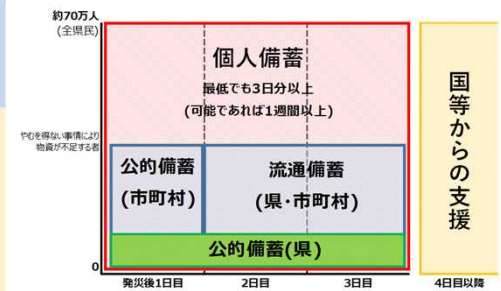 約70万人
(全県民)
個人備蓄
最低でも3日分以上
(可能であれば1週間以上)
やむを得ない事情により
物資が不足する者
公的備蓄
(市町村)
流通備蓄
(県・市町村)
公的備蓄(県)
国等からの支援
0
発災後1日目
2日目
3日目
4日目以降